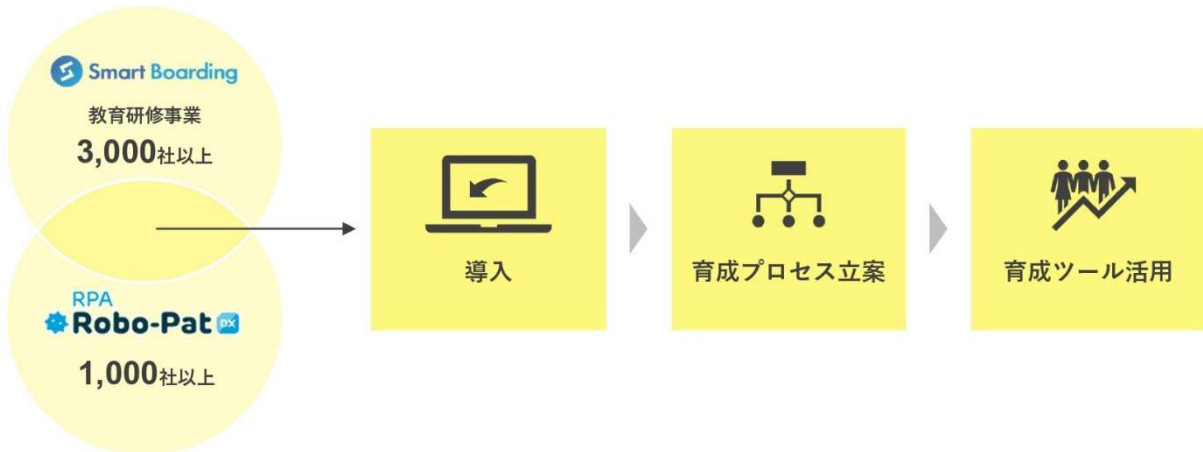 Smart Boarding
教育研修事業
3,000社以上
RPA
Robo-Pat DX
1,000社以上
導入
育成プロセス立案
育成ツール活用